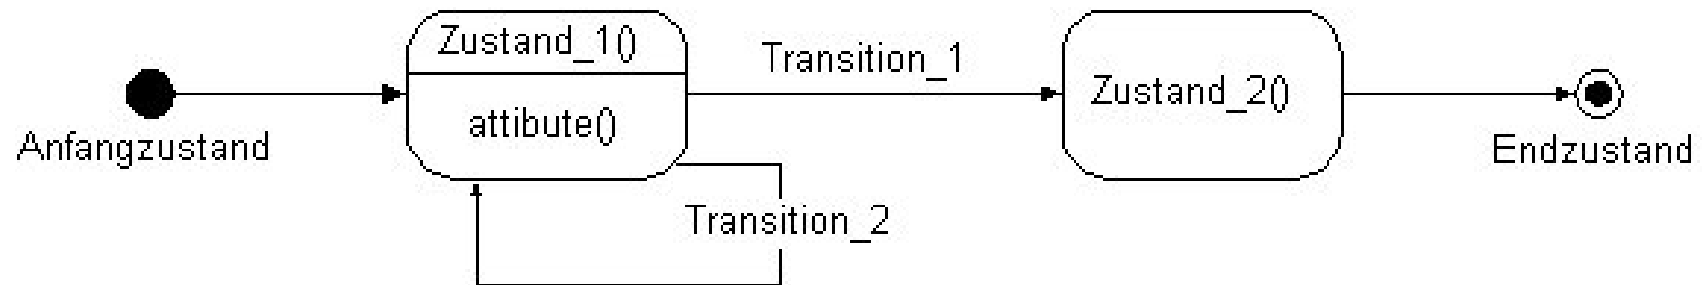 Zustand_1()
Transition_1
attibute()
Zustand_2()
Anfangzustand
Endzustand
Transition_2